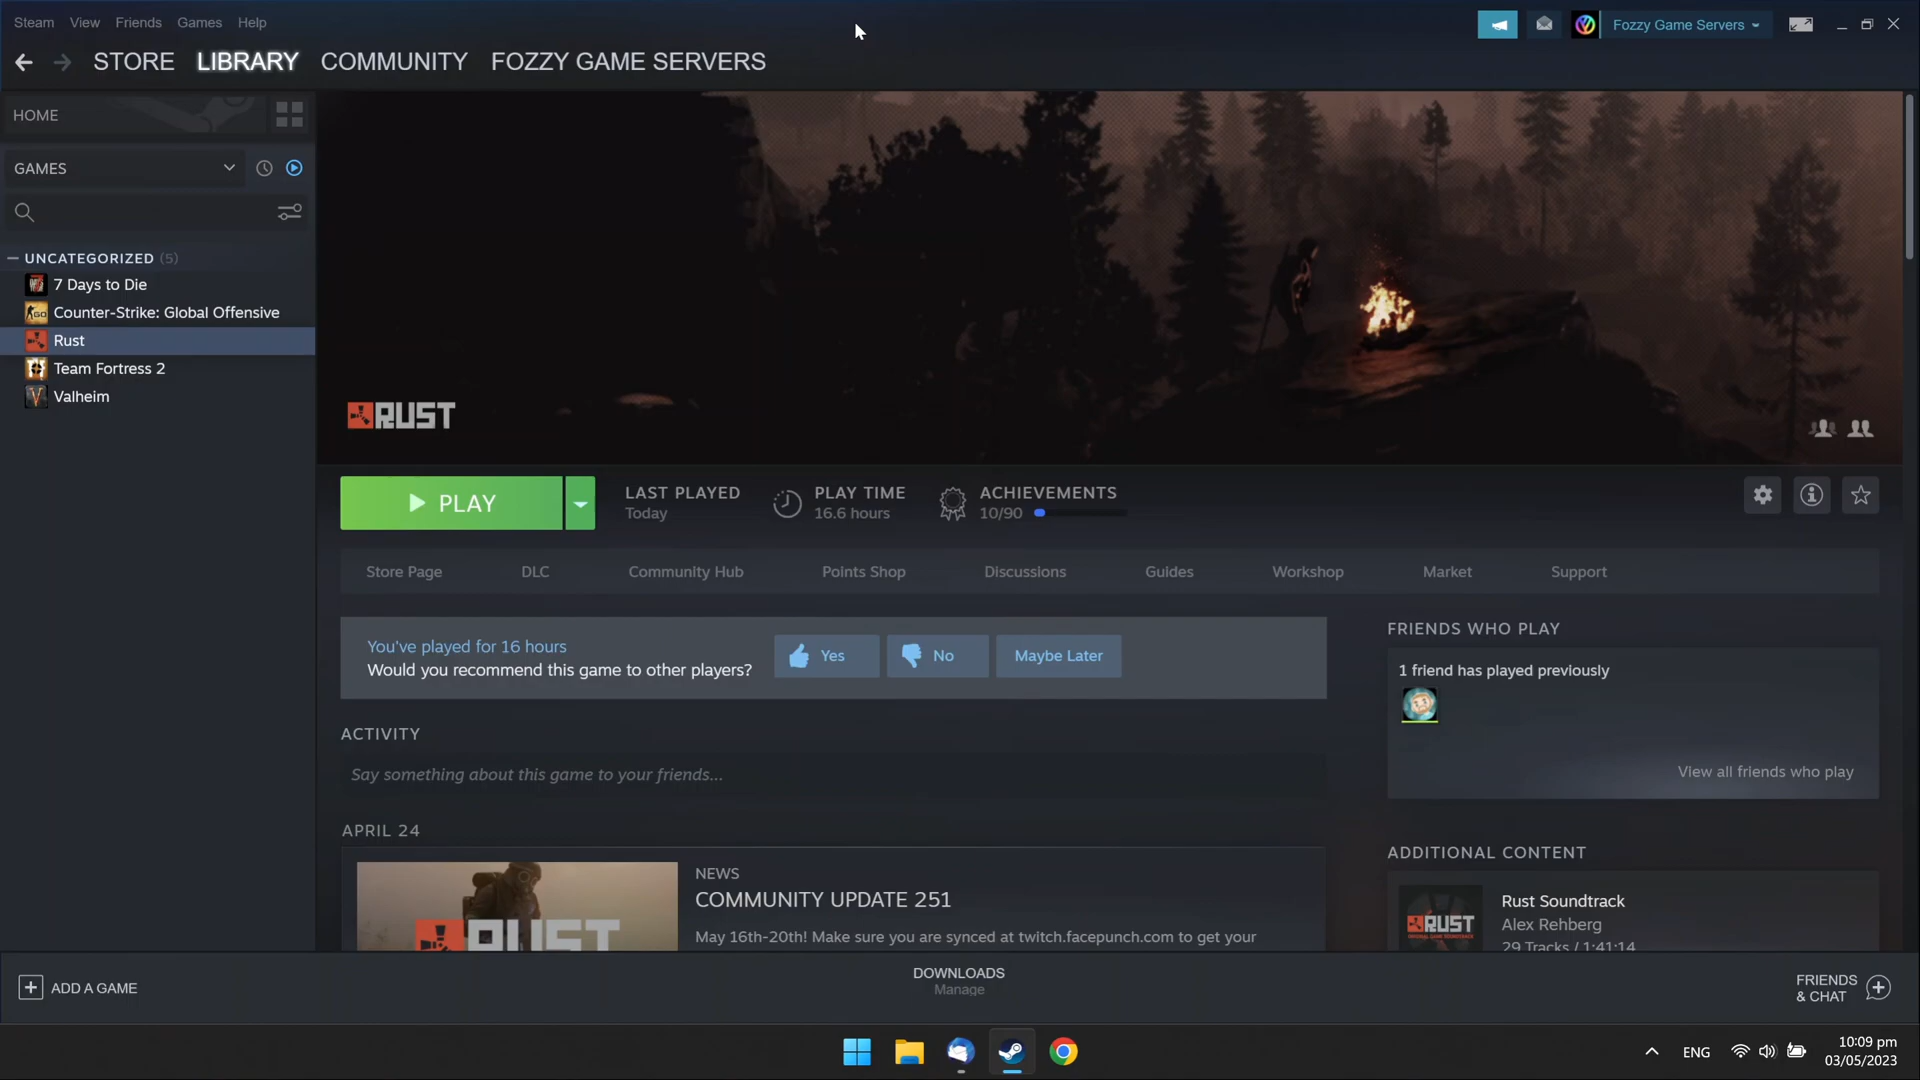 Steam View Friends Games Help
Fozzy Game Servers
STORE LIBRARY COMMUNITY FOZZY GAME SERVERS
HOME
GAMES
UNCATEGORIZED (5)
7 Days to Die
Counter-Strike: Global Offensive
Rust
Team Fortress 2
Valheim
RUST
PLAY
LAST PLAYED
Today
PLAY TIME
16.6 hours
ACHIEVEMENTS
10/90
Store Page DLC Community Hub Points Shop Discussions Guides Workshop Market Support
You've played for 16 hours
Would you recommend this game to other players?
Yes No Maybe Later
FRIENDS WHO PLAY
1 friend has played previously
View all friends who play
ACTIVITY
Say something about this game to your friends...
APRIL 24
RUST
NEWS
COMMUNITY UPDATE 251
May 16th-20th! Make sure you are synced at twitch.facepunch.com to get your
ADDITIONAL CONTENT
RUST
Rust Soundtrack
Alex Rehberg
29 Tracks / 1:41:14
ADD A GAME
DOWNLOADS
Manage
FRIENDS
& CHAT
ENG
10:09 pm
03/05/2023